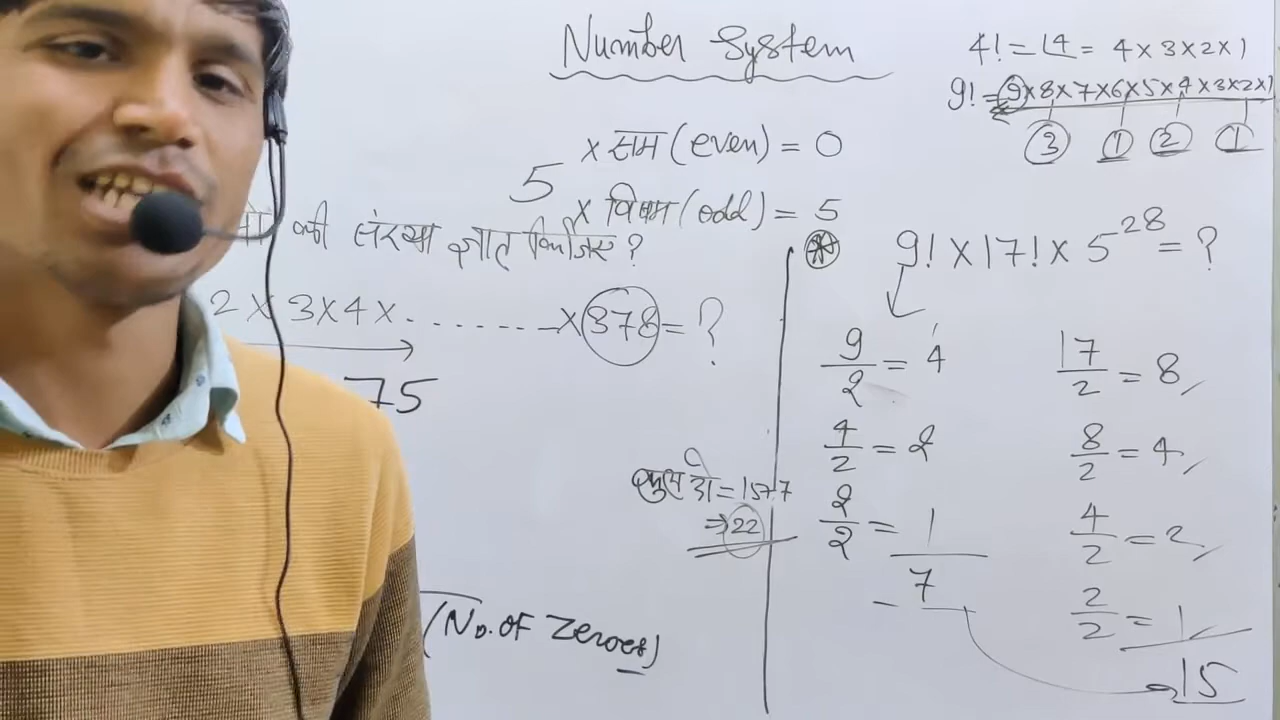 Number System
4! = ∠4 = 4×3×2×1
9! = 9×8×7×6×5×4×3×2×1
3 1 2 1
× सम (even) = 0
5
× विषम (odd) = 5
की संख्या ज्ञात किजिए ?
2 × 3×4× ........ ×378 = ?
75
9! × 17! × 5^28 = ?
9/2 = 4
4/2 = 2
2/2 = 1
7
17/2 = 8
8/2 = 4
4/2 = 2
2/2 = 1
15
दो = 15+7
⇒ 22
(No. of Zeroes)